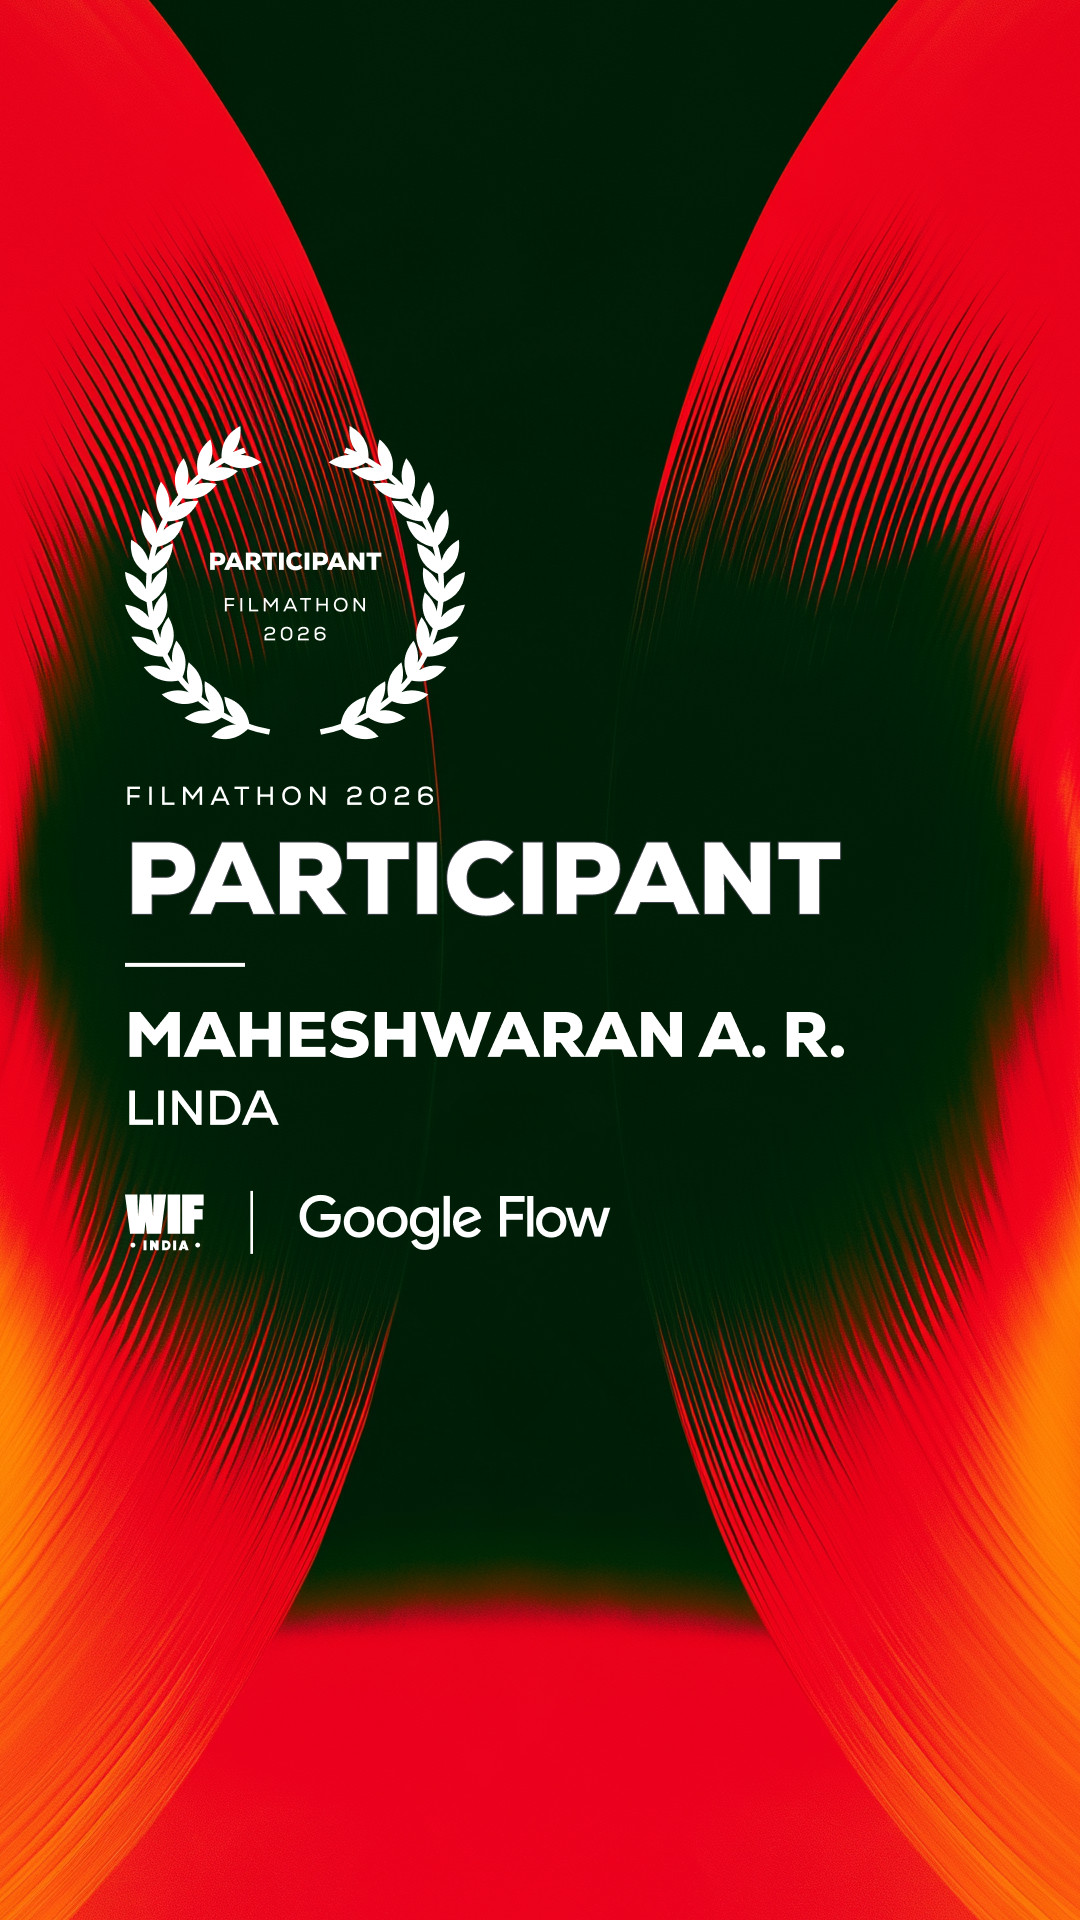 PARTICIPANT
FILMATHON
2026
FILMATHON 2026
PARTICIPANT
MAHESHWARAN A. R.
LINDA
WIF
• INDIA •
Google Flow